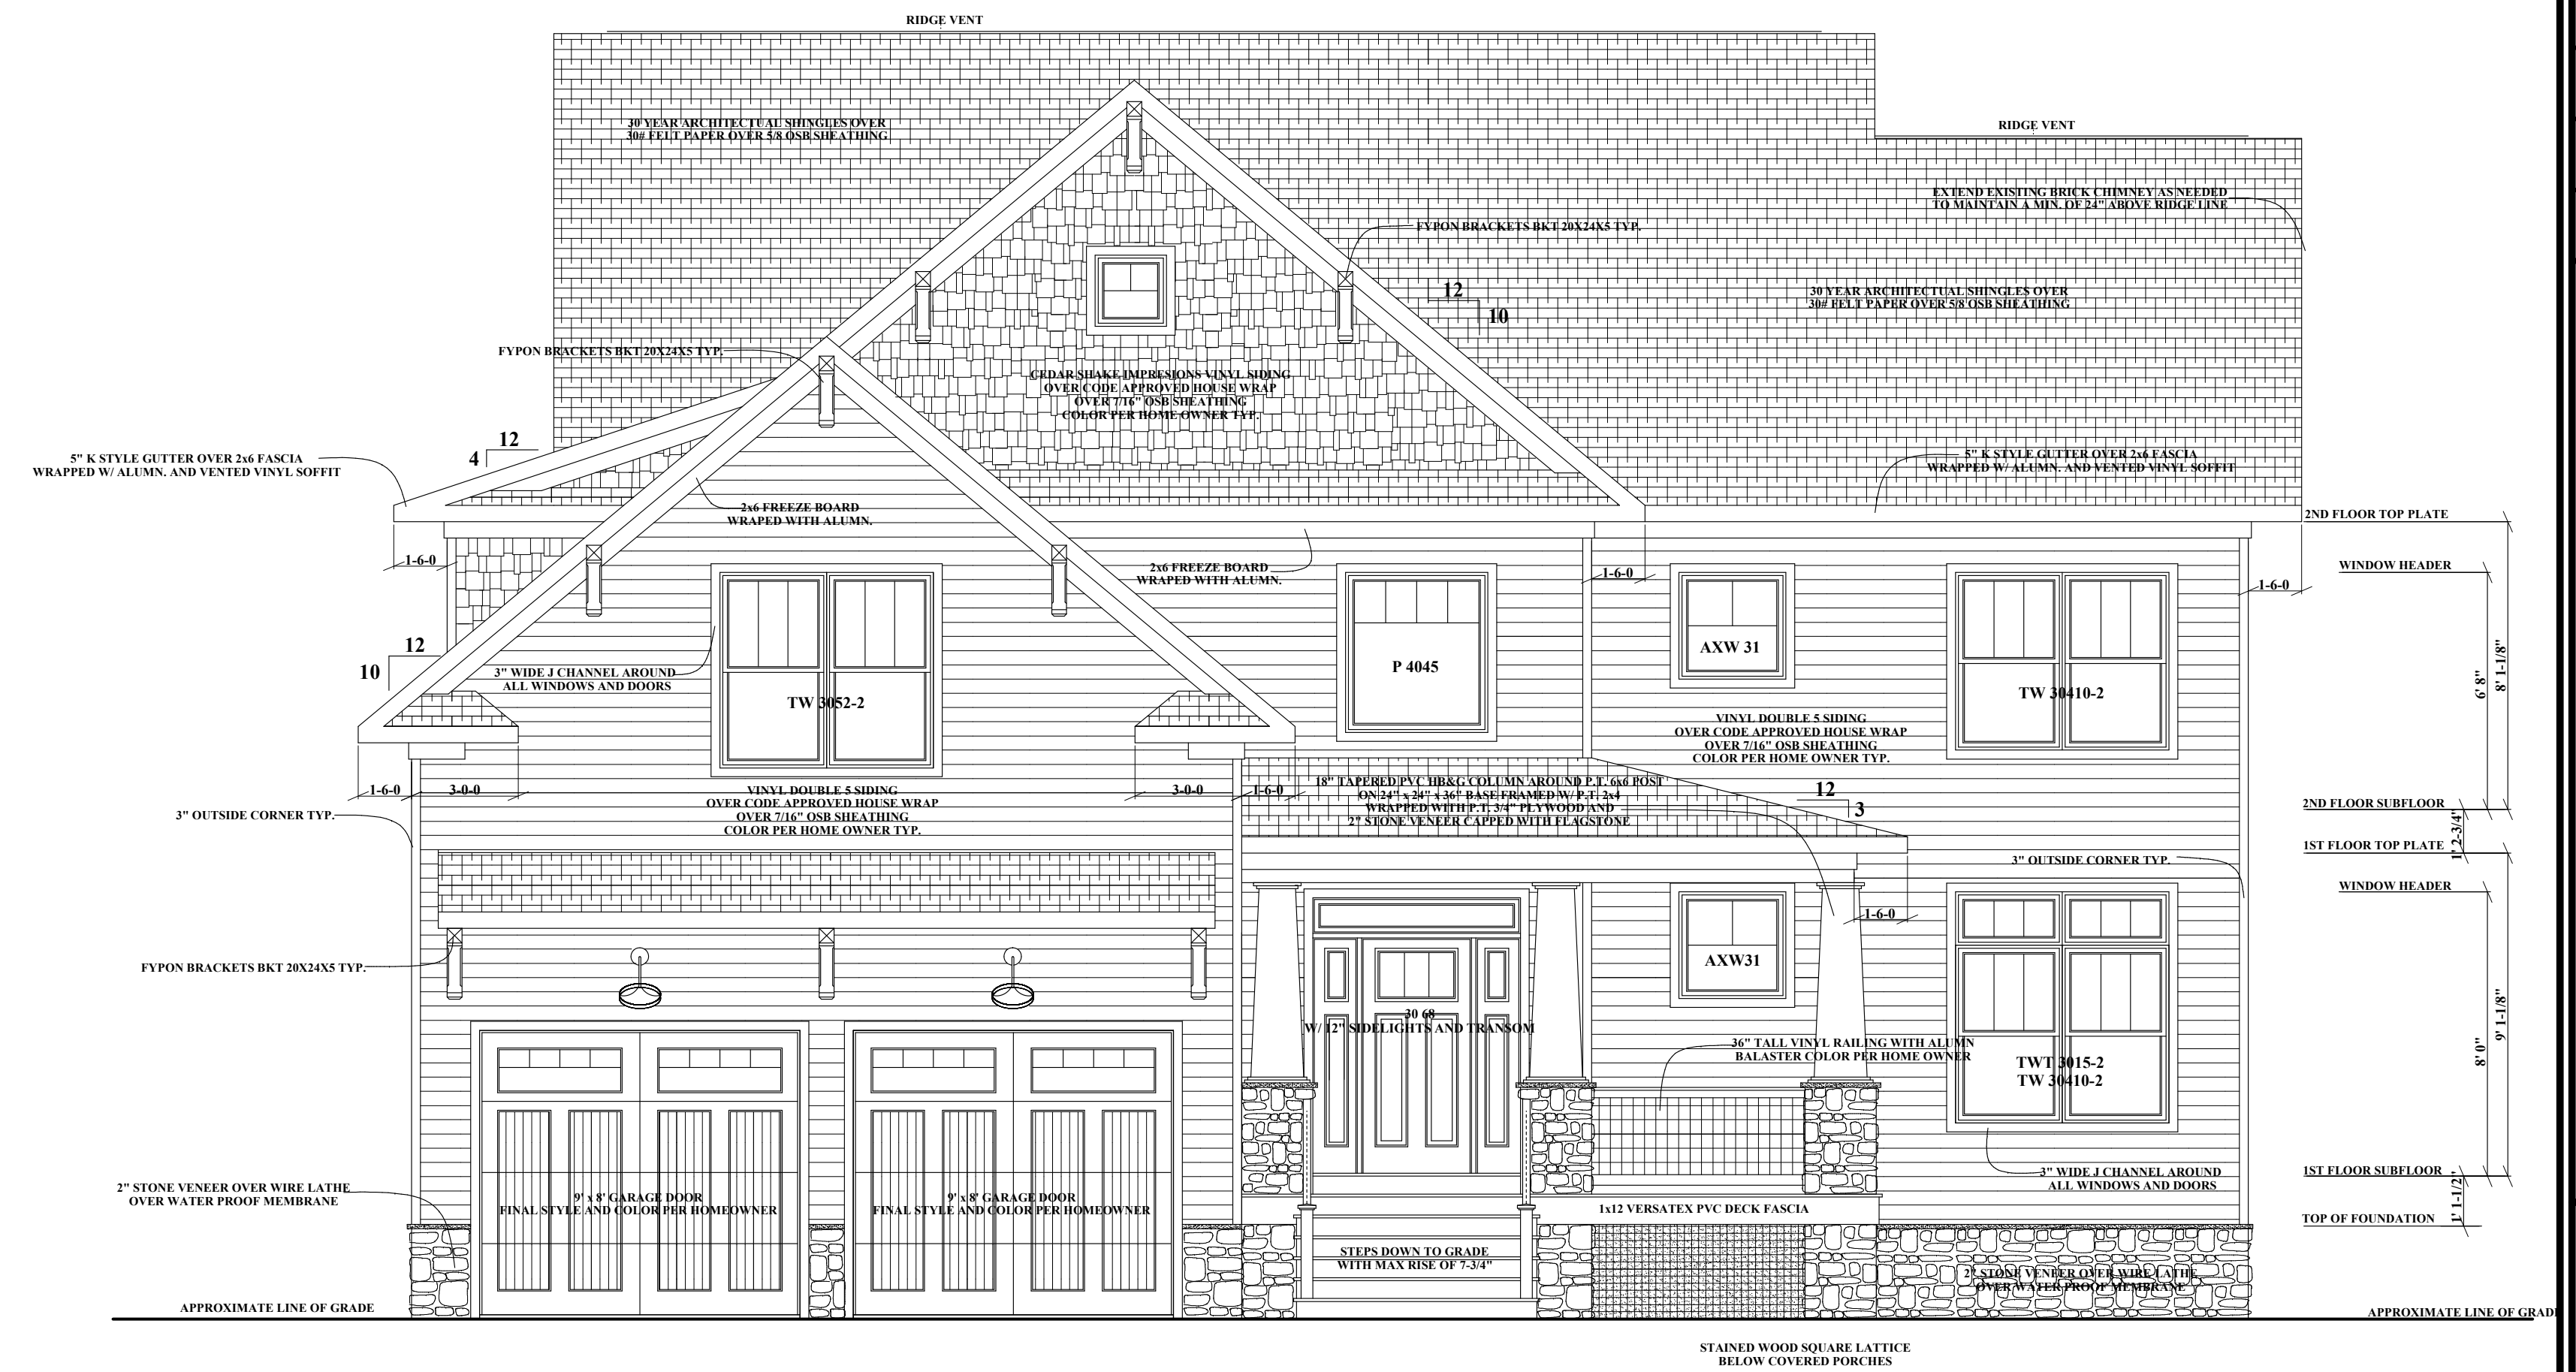 RIDGE VENT
RIDGE VENT
30 YEAR ARCHITECTURAL SHINGLES OVER
30# FELT PAPER OVER 5/8 OSB SHEATHING
EXTEND EXISTING BRICK CHIMNEY AS NEEDED
TO MAINTAIN A MIN. OF 24" ABOVE RIDGE LINE
FYPON BRACKETS BKT 20X24X5 TYP.
12
10
30 YEAR ARCHITECTURAL SHINGLES OVER
30# FELT PAPER OVER 5/8 OSB SHEATHING
FYPON BRACKETS BKT 20X24X5 TYP.
CEDAR SHAKE IMPRESIONS VINYL SIDING
OVER CODE APPROVED HOUSE WRAP
OVER 7/16" OSB SHEATHING
COLOR PER HOME OWNER TYP.
12
4
5" K STYLE GUTTER OVER 2x6 FASCIA
WRAPPED W/ ALUMN. AND VENTED VINYL SOFFIT
5" K STYLE GUTTER OVER 2x6 FASCIA
WRAPPED W/ ALUMN. AND VENTED VINYL SOFFIT
2x6 FREEZE BOARD
WRAPED WITH ALUMN.
2ND FLOOR TOP PLATE
1-6-0
2x6 FREEZE BOARD
WRAPED WITH ALUMN.
1-6-0
WINDOW HEADER
1-6-0
12
10
3" WIDE J CHANNEL AROUND
ALL WINDOWS AND DOORS
TW 3052-2
P 4045
AXW 31
TW 30410-2
6' 8"
8' 1-1/8"
VINYL DOUBLE 5 SIDING
OVER CODE APPROVED HOUSE WRAP
OVER 7/16" OSB SHEATHING
COLOR PER HOME OWNER TYP.
1-6-0
3-0-0
3-0-0
1-6-0
VINYL DOUBLE 5 SIDING
OVER CODE APPROVED HOUSE WRAP
OVER 7/16" OSB SHEATHING
COLOR PER HOME OWNER TYP.
18" TAPERED PVC HB&G COLUMN AROUND P.T. 6x6 POST
ON 24" x 24" x 36" BASE FRAMED W/ P.T. 2x4
WRAPPED WITH P.T. 3/4" PLYWOOD AND
2" STONE VENEER CAPPED WITH FLAGSTONE
12
3
3" OUTSIDE CORNER TYP.
2ND FLOOR SUBFLOOR
1' 2-3/4"
1ST FLOOR TOP PLATE
3" OUTSIDE CORNER TYP.
WINDOW HEADER
1-6-0
FYPON BRACKETS BKT 20X24X5 TYP.
AXW31
30 68
W/ 12" SIDELIGHTS AND TRANSOM
36" TALL VINYL RAILING WITH ALUMN
BALASTER COLOR PER HOME OWNER
TWT 3015-2
TW 30410-2
8' 0"
9' 1-1/8"
3" WIDE J CHANNEL AROUND
ALL WINDOWS AND DOORS
1ST FLOOR SUBFLOOR
1' 1-1/2"
2" STONE VENEER OVER WIRE LATHE
OVER WATER PROOF MEMBRANE
9' x 8' GARAGE DOOR
FINAL STYLE AND COLOR PER HOMEOWNER
9' x 8' GARAGE DOOR
FINAL STYLE AND COLOR PER HOMEOWNER
1x12 VERSATEX PVC DECK FASCIA
TOP OF FOUNDATION
STEPS DOWN TO GRADE
WITH MAX RISE OF 7-3/4"
2" STONE VENEER OVER WIRE LATHE
OVER WATER PROOF MEMBRANE
APPROXIMATE LINE OF GRADE
APPROXIMATE LINE OF GRADE
STAINED WOOD SQUARE LATTICE
BELOW COVERED PORCHES